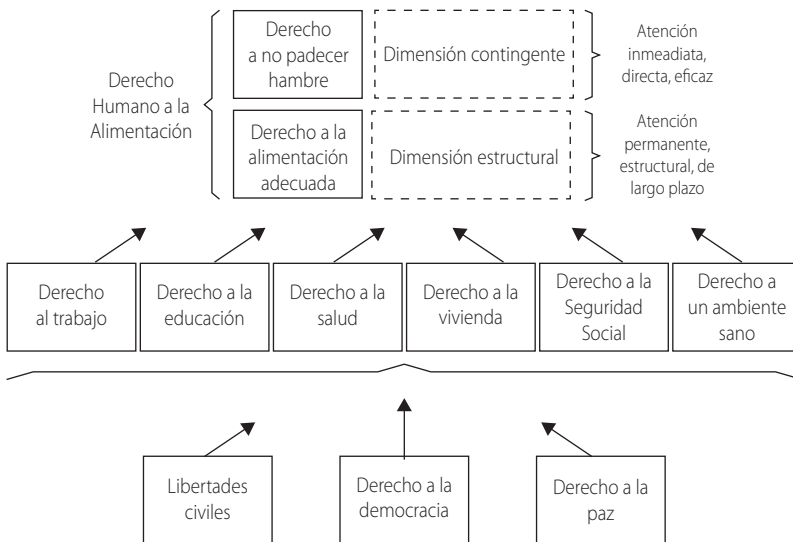 Derecho
Humano a la
Alimentación
Derecho
a no padecer
hambre
Dimensión contingente
Atención
inmeadiata,
directa, eficaz
Derecho a la
alimentación
adecuada
Dimensión estructural
Atención
permanente,
estructural, de
largo plazo
Derecho
al trabajo
Derecho a la
educación
Derecho a la
salud
Derecho a la
vivienda
Derecho a la
Seguridad
Social
Derecho a
un ambiente
sano
Libertades
civiles
Derecho a la
democracia
Derecho a la
paz